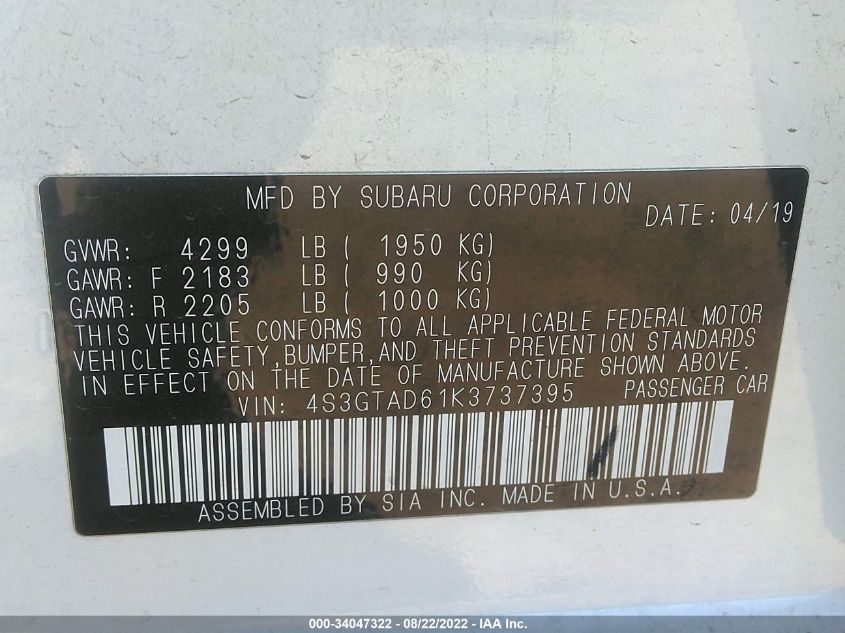 MFD BY SUBARU CORPORATION
DATE: 04/19
GVWR: 4299 LB ( 1950 KG)
GAWR: F 2183 LB ( 990 KG)
GAWR: R 2205 LB ( 1000 KG)
THIS VEHICLE CONFORMS TO ALL APPLICABLE FEDERAL MOTOR
VEHICLE SAFETY,BUMPER,AND THEFT PREVENTION STANDARDS
IN EFFECT ON THE DATE OF MANUFACTURE SHOWN ABOVE.
VIN: 4S3GTAD61K3737395 PASSENGER CAR
ASSEMBLED BY SIA INC. MADE IN U.S.A.
000-34047322 - 08/22/2022 - IAA Inc.